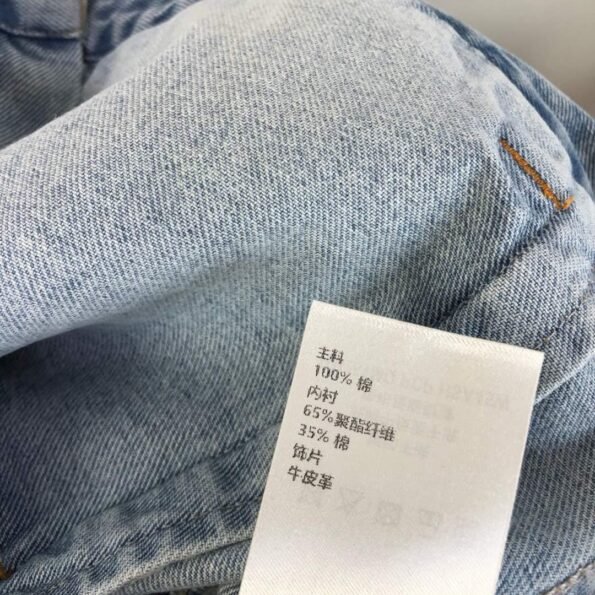 主料
100% 棉
内衬
65%聚酯纤维
35% 棉
饰片
牛皮革